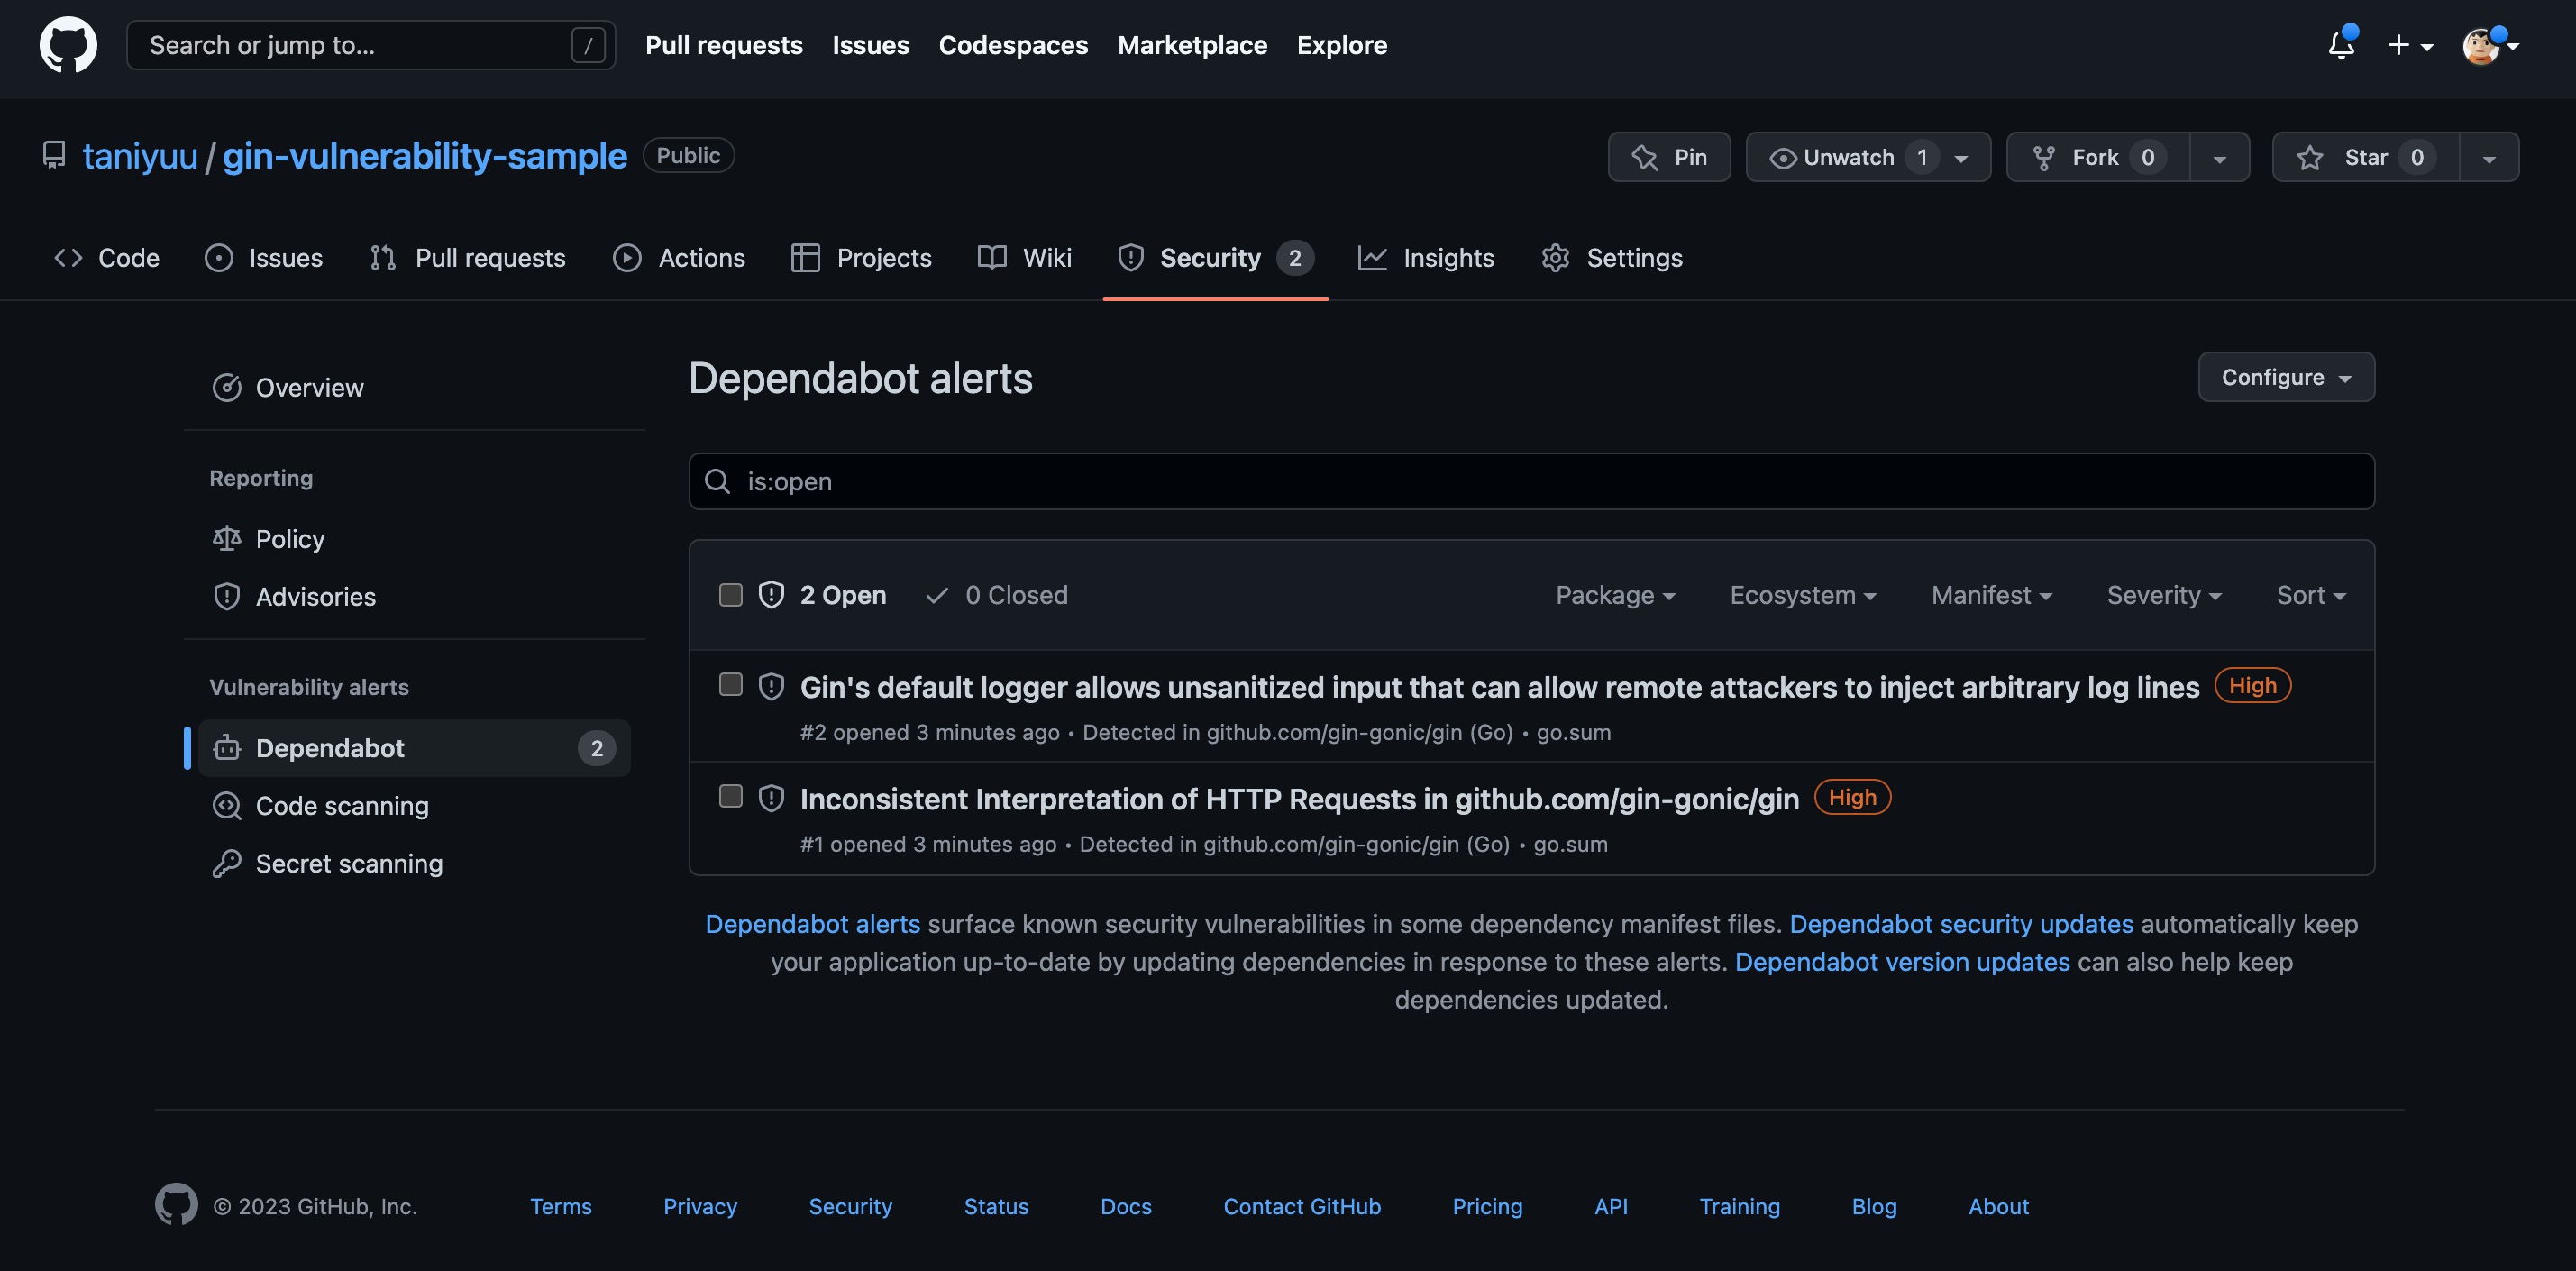 Search or jump to... / Pull requests Issues Codespaces Marketplace Explore
taniyuu / gin-vulnerability-sample Public Pin Unwatch 1 Fork 0 Star 0
Code Issues Pull requests Actions Projects Wiki Security 2 Insights Settings
Overview
Reporting
Policy
Advisories
Vulnerability alerts
Dependabot 2
Code scanning
Secret scanning
Dependabot alerts Configure
is:open
2 Open 0 Closed Package Ecosystem Manifest Severity Sort
Gin's default logger allows unsanitized input that can allow remote attackers to inject arbitrary log lines High
#2 opened 3 minutes ago • Detected in github.com/gin-gonic/gin (Go) • go.sum
Inconsistent Interpretation of HTTP Requests in github.com/gin-gonic/gin High
#1 opened 3 minutes ago • Detected in github.com/gin-gonic/gin (Go) • go.sum
Dependabot alerts surface known security vulnerabilities in some dependency manifest files. Dependabot security updates automatically keep
your application up-to-date by updating dependencies in response to these alerts. Dependabot version updates can also help keep
dependencies updated.
© 2023 GitHub, Inc. Terms Privacy Security Status Docs Contact GitHub Pricing API Training Blog About